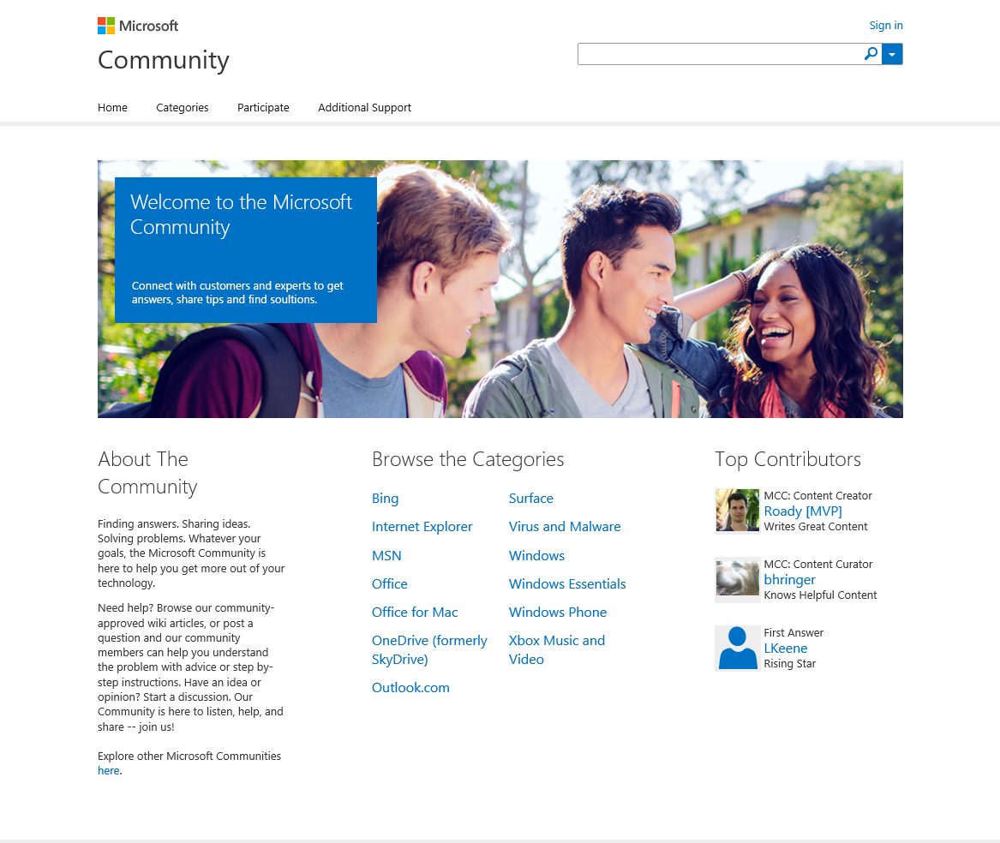 Microsoft
Sign in
Community
Home Categories Participate Additional Support
Welcome to the Microsoft
Community
Connect with customers and experts to get
answers, share tips and find soultions.
About The
Community
Finding answers. Sharing ideas.
Solving problems. Whatever your
goals, the Microsoft Community is
here to help you get more out of your
technology.
Need help? Browse our community-
approved wiki articles, or post a
question and our community
members can help you understand
the problem with advice or step by-
step instructions. Have an idea or
opinion? Start a discussion. Our
Community is here to listen, help, and
share -- join us!
Explore other Microsoft Communities
here.
Browse the Categories
Bing
Internet Explorer
MSN
Office
Office for Mac
OneDrive (formerly
SkyDrive)
Outlook.com
Surface
Virus and Malware
Windows
Windows Essentials
Windows Phone
Xbox Music and
Video
Top Contributors
MCC: Content Creator
Roady [MVP]
Writes Great Content
MCC: Content Curator
bhringer
Knows Helpful Content
First Answer
LKeene
Rising Star